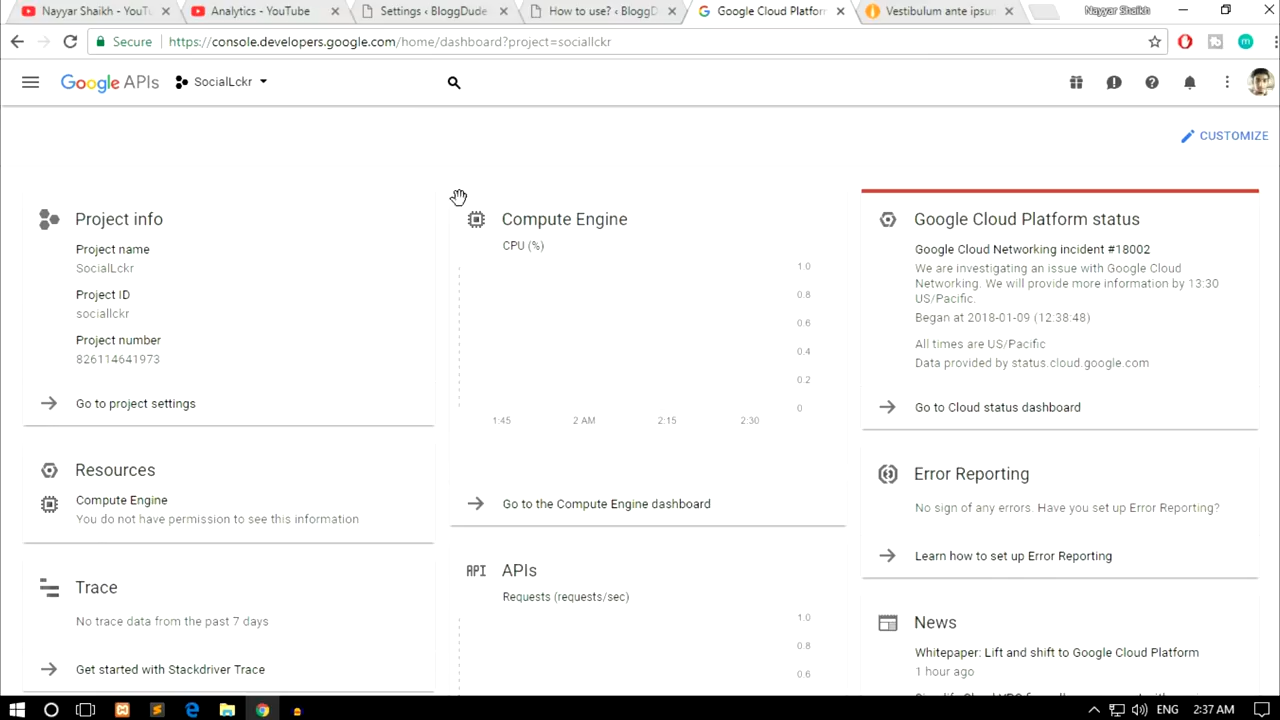 Nayyar Shaikh - YouTu
Analytics - YouTube
Settings ‹ BloggDude
How to use? ‹ BloggD
Google Cloud Platform
Vestibulum ante ipsum
Nayyar Shaikh
Secure
https://console.developers.google.com/home/dashboard?project=sociallckr
Google APIs
SocialLckr
CUSTOMIZE
Project info
Project name
SocialLckr
Project ID
sociallckr
Project number
826114641973
Go to project settings
Resources
Compute Engine
You do not have permission to see this information
Trace
No trace data from the past 7 days
Get started with Stackdriver Trace
Compute Engine
CPU (%)
1.0
0.8
0.6
0.4
0.2
0
1:45 2 AM 2:15 2:30
Go to the Compute Engine dashboard
API APIs
Requests (requests/sec)
1.0
0.8
0.6
Google Cloud Platform status
Google Cloud Networking incident #18002
We are investigating an issue with Google Cloud
Networking. We will provide more information by 13:30
US/Pacific.
Began at 2018-01-09 (12:38:48)
All times are US/Pacific
Data provided by status.cloud.google.com
Go to Cloud status dashboard
Error Reporting
No sign of any errors. Have you set up Error Reporting?
Learn how to set up Error Reporting
News
Whitepaper: Lift and shift to Google Cloud Platform
1 hour ago
ENG
2:37 AM